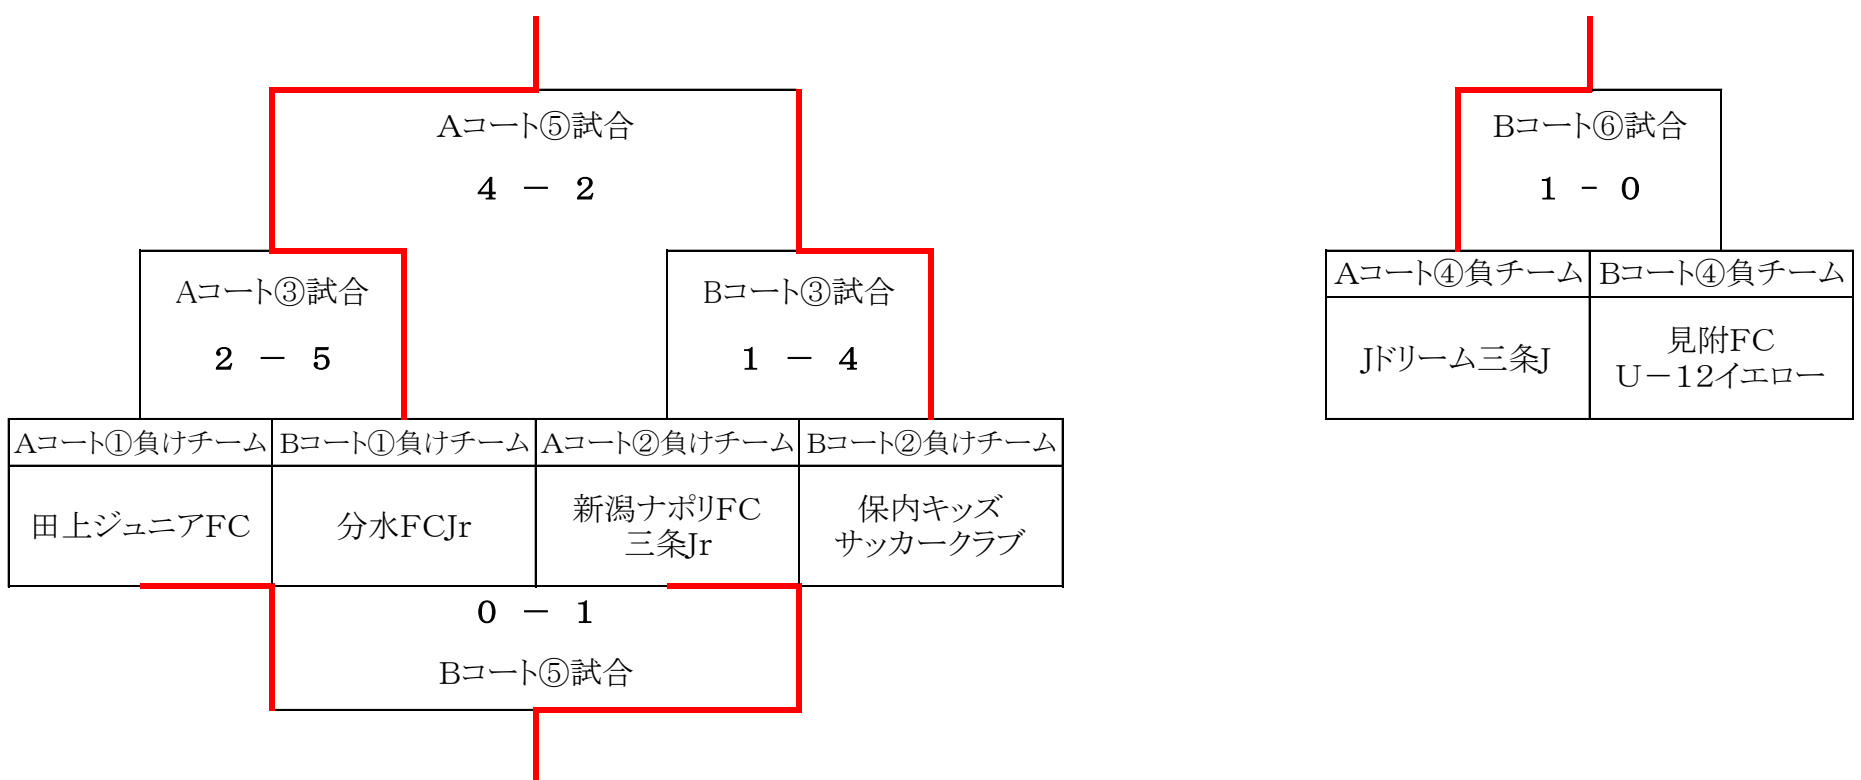 Aコート⑤試合
4 － 2
Aコート③試合
2 － 5
Bコート③試合
1 － 4
Aコート①負けチーム
Bコート①負けチーム
Aコート②負けチーム
Bコート②負けチーム
田上ジュニアFC
分水FCJr
新潟ナポリFC
三条Jr
保内キッズ
サッカークラブ
0 － 1
Bコート⑤試合
Bコート⑥試合
1 - 0
Aコート④負チーム
Bコート④負チーム
Jドリーム三条J
見附FC
U－12イエロー